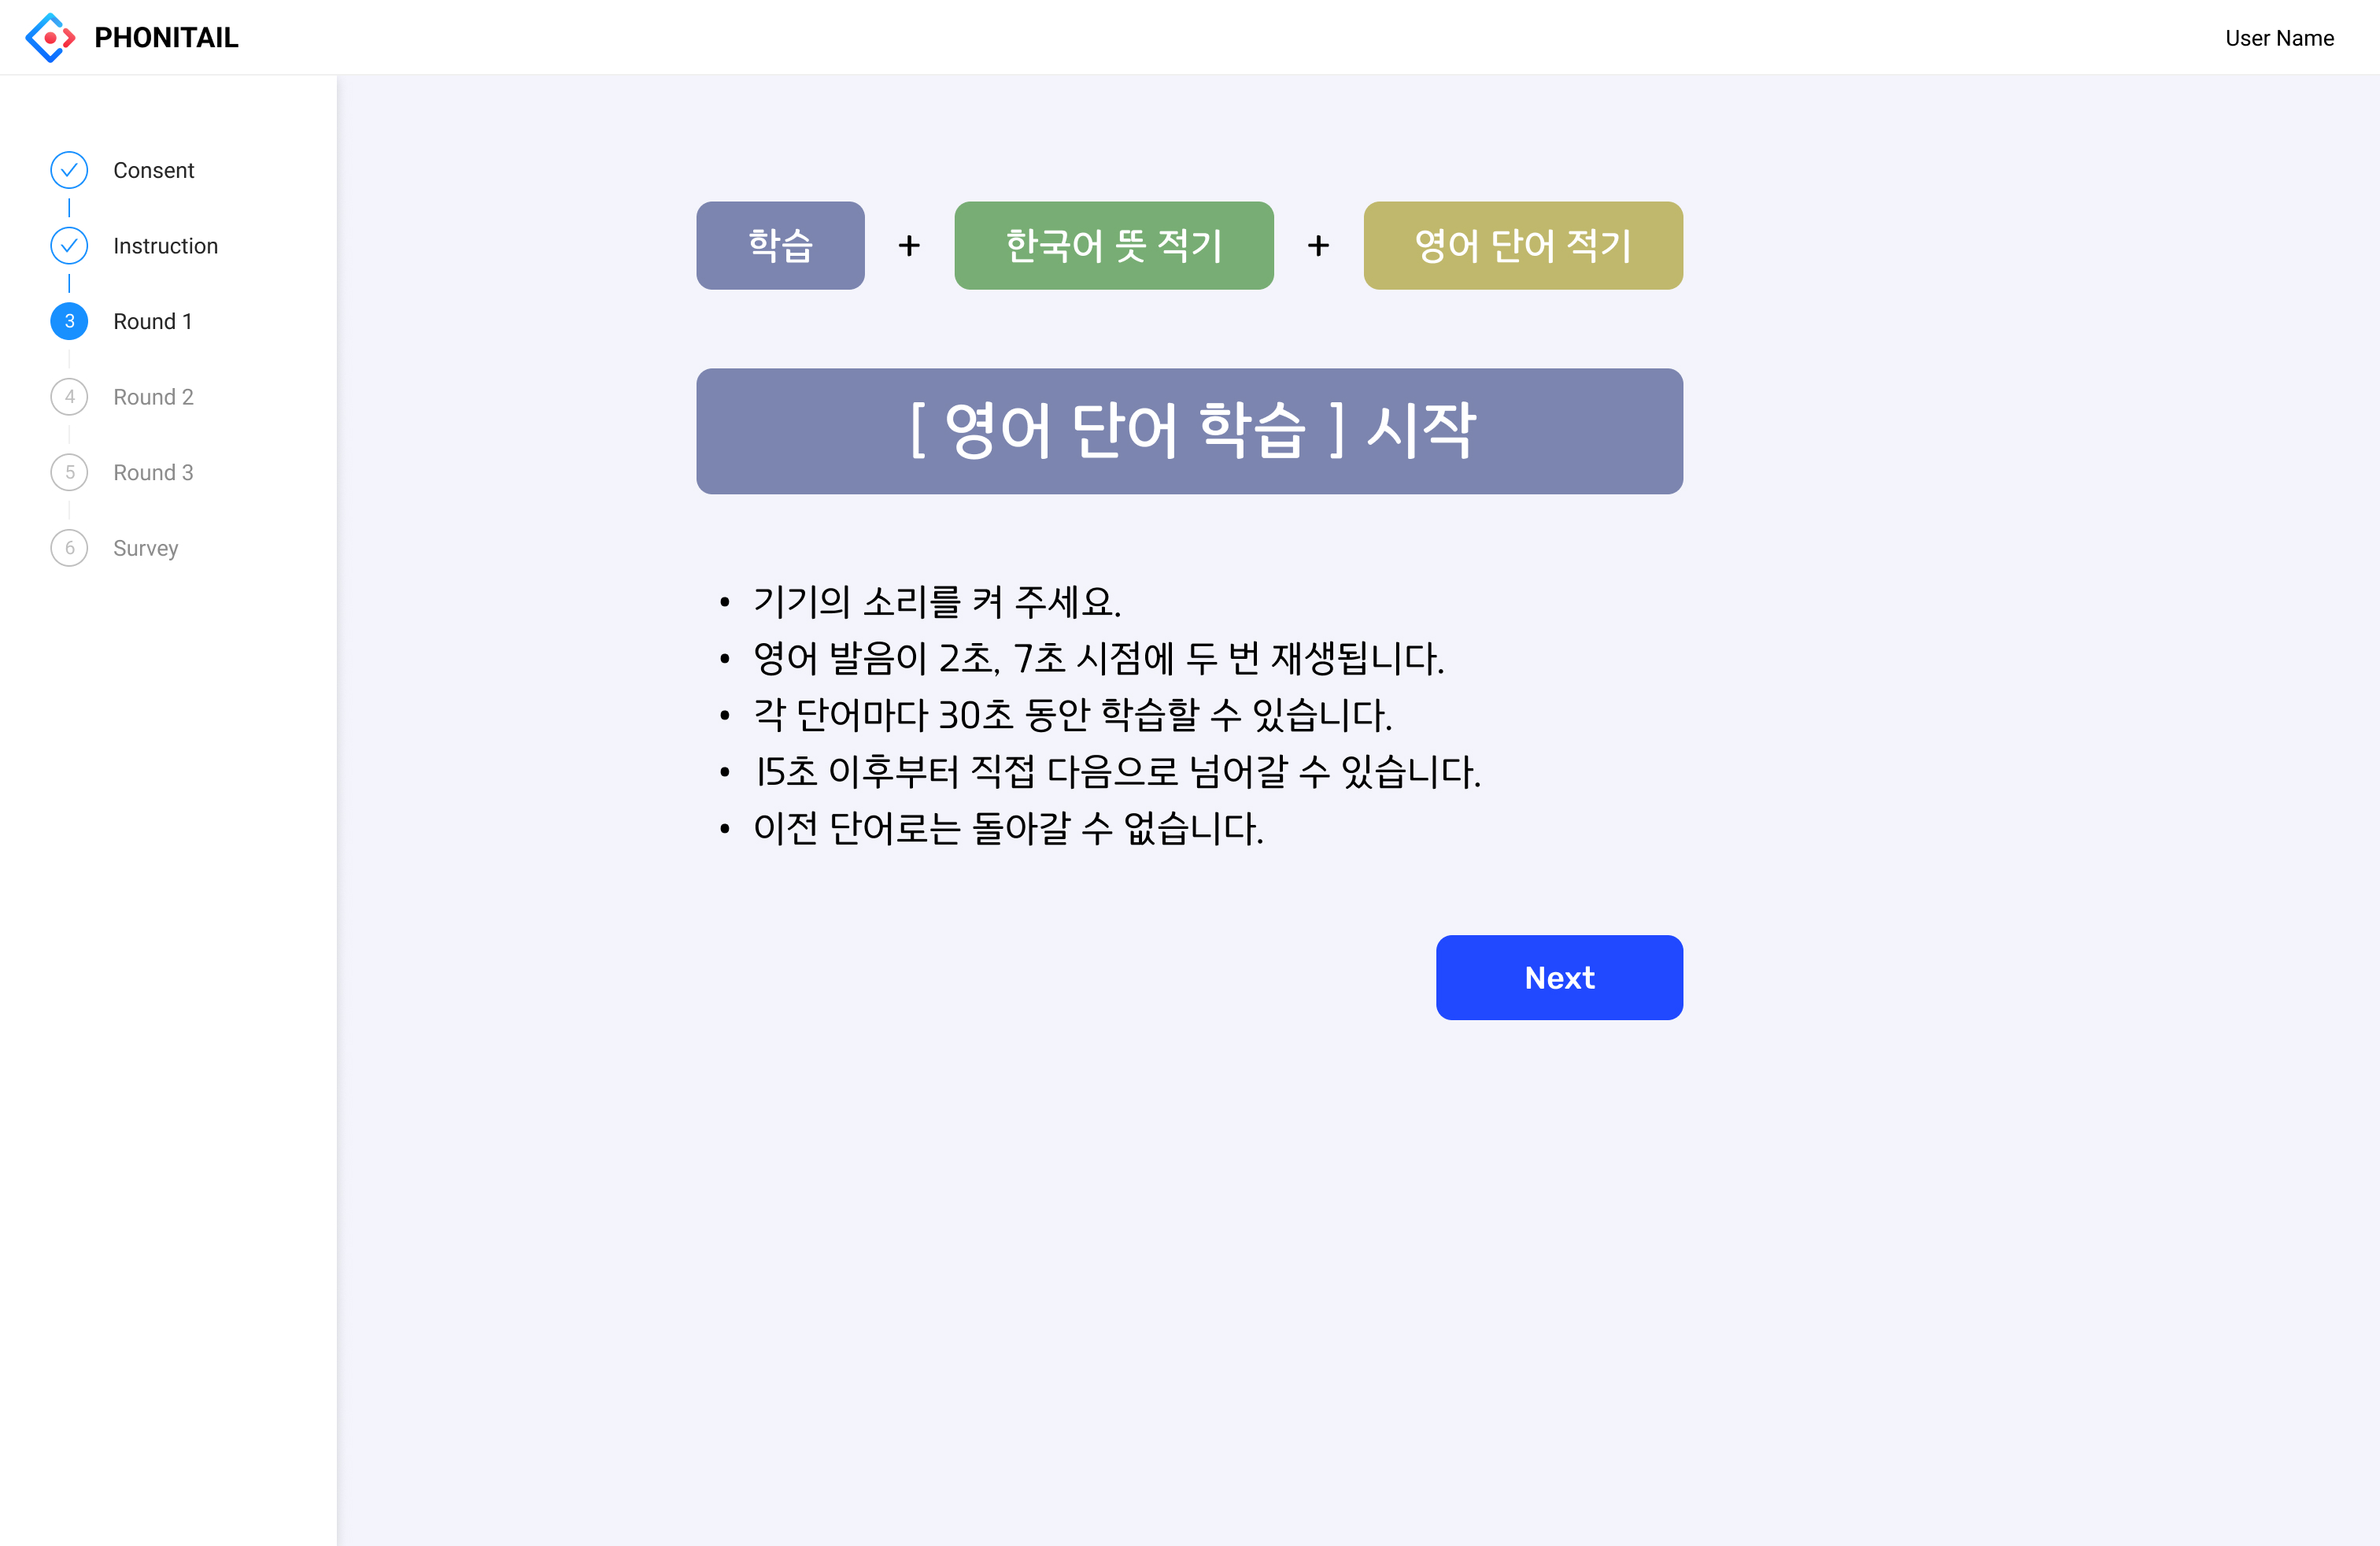 PHONITAIL
User Name
Consent
Instruction
3 Round 1
4 Round 2
5 Round 3
6 Survey
학습 + 한국어 뜻 적기 + 영어 단어 적기
[ 영어 단어 학습 ] 시작
• 기기의 소리를 켜 주세요.
• 영어 발음이 2초, 7초 시점에 두 번 재생됩니다.
• 각 단어마다 30초 동안 학습할 수 있습니다.
• 15초 이후부터 직접 다음으로 넘어갈 수 있습니다.
• 이전 단어로는 돌아갈 수 없습니다.
Next